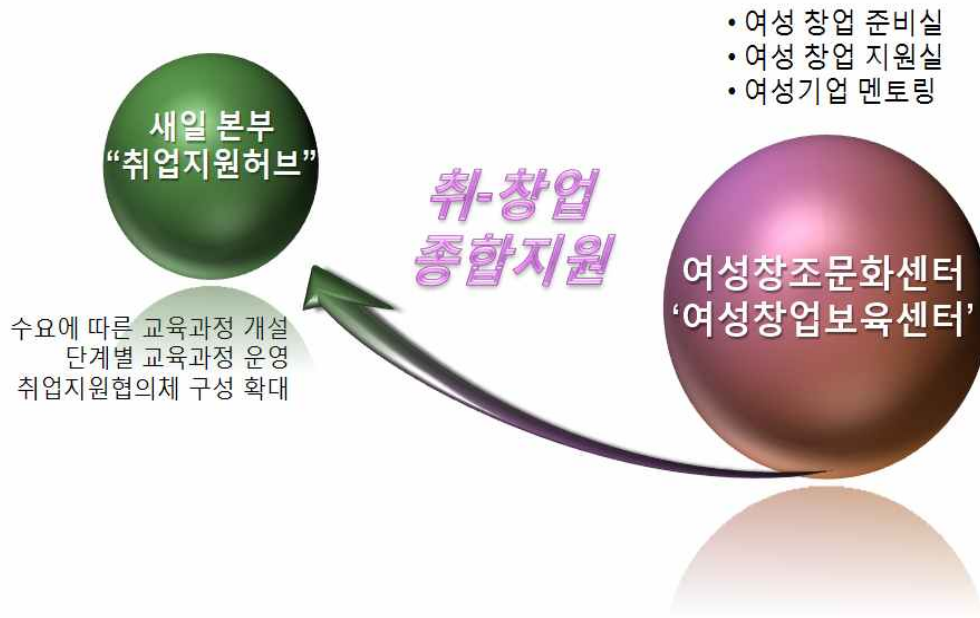 • 여성 창업 준비실
• 여성 창업 지원실
• 여성기업 멘토링
새일 본부
“취업지원허브”
취-창업
종합지원
여성창조문화센터
‘여성창업보육센터’
수요에 따른 교육과정 개설
단계별 교육과정 운영
취업지원협의체 구성 확대